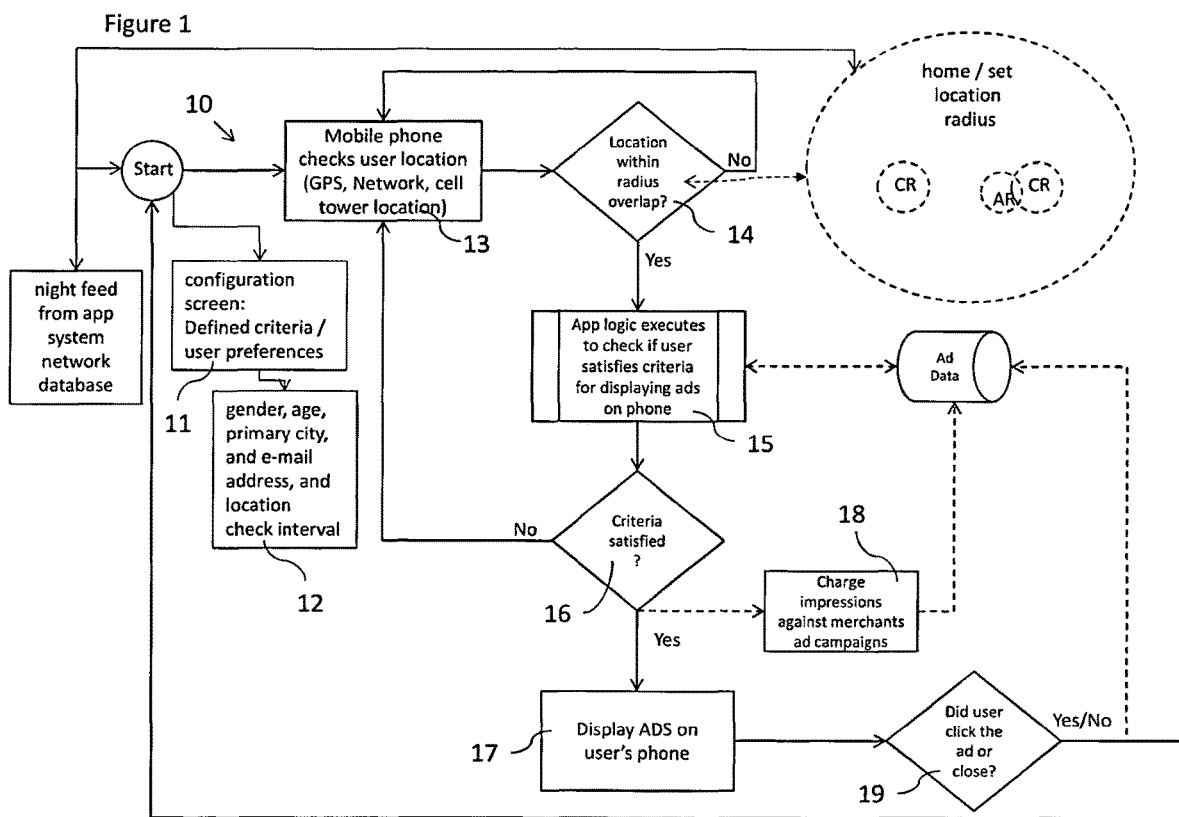 Figure 1
home / set
location
radius
CR
AR
CR
10
Start
Mobile phone
checks user location
(GPS, Network, cell
tower location)
13
Location
within
radius
overlap?
No
14
Yes
night feed
from app
system
network
database
configuration
screen:
Defined criteria /
user preferences
11
gender, age,
primary city,
and e-mail
address, and
location
check interval
12
App logic executes
to check if user
satisfies criteria
for displaying ads
on phone
15
Ad
Data
No
Criteria
satisfied
?
16
Yes
18
Charge
impressions
against merchants
ad campaigns
17
Display ADS on
user's phone
Did user
click the
ad or
close?
19
Yes/No